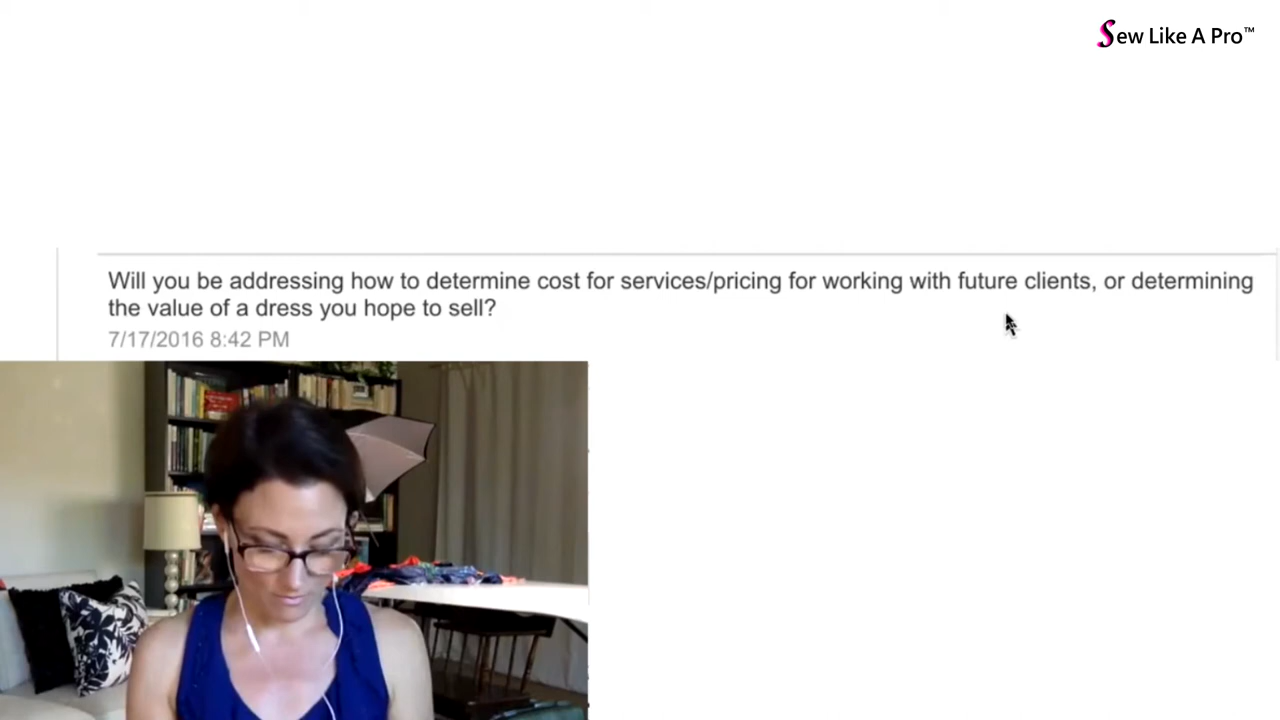 Sew Like A Pro™
Will you be addressing how to determine cost for services/pricing for working with future clients, or determining
the value of a dress you hope to sell?
7/17/2016 8:42 PM